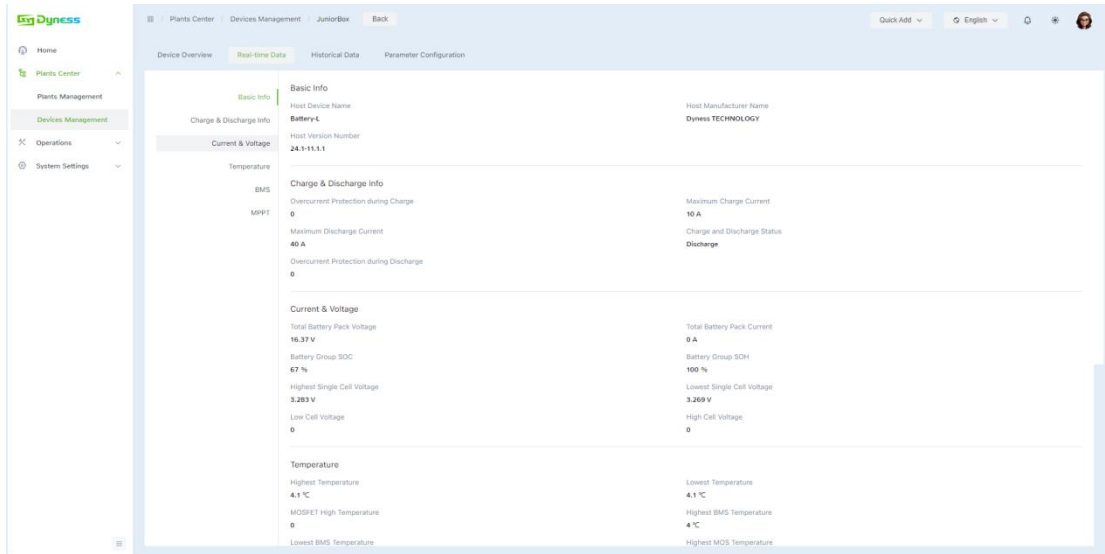 Dyness
Plants Center / Devices Management / JuniorBox Back
Quick Add English
Home
Plants Center
Plants Management
Devices Management
Operations
System Settings
Device Overview Real-time Data Historical Data Parameter Configuration
Basic Info
Charge & Discharge Info
Current & Voltage
Temperature
BMS
MPPT
Basic Info
Host Device Name Host Manufacturer Name
Battery-L Dyness TECHNOLOGY
Host Version Number
24.1-11.1.1
Charge & Discharge Info
Overcurrent Protection during Charge Maximum Charge Current
0 10 A
Maximum Discharge Current Charge and Discharge Status
40 A Discharge
Overcurrent Protection during Discharge
0
Current & Voltage
Total Battery Pack Voltage Total Battery Pack Current
16.37 V 0 A
Battery Group SOC Battery Group SOH
67 % 100 %
Highest Single Cell Voltage Lowest Single Cell Voltage
3.283 V 3.269 V
Low Cell Voltage High Cell Voltage
0 0
Temperature
Highest Temperature Lowest Temperature
4.1 ℃ 4.1 ℃
MOSFET High Temperature Highest BMS Temperature
0 4 ℃
Lowest BMS Temperature Highest MOS Temperature